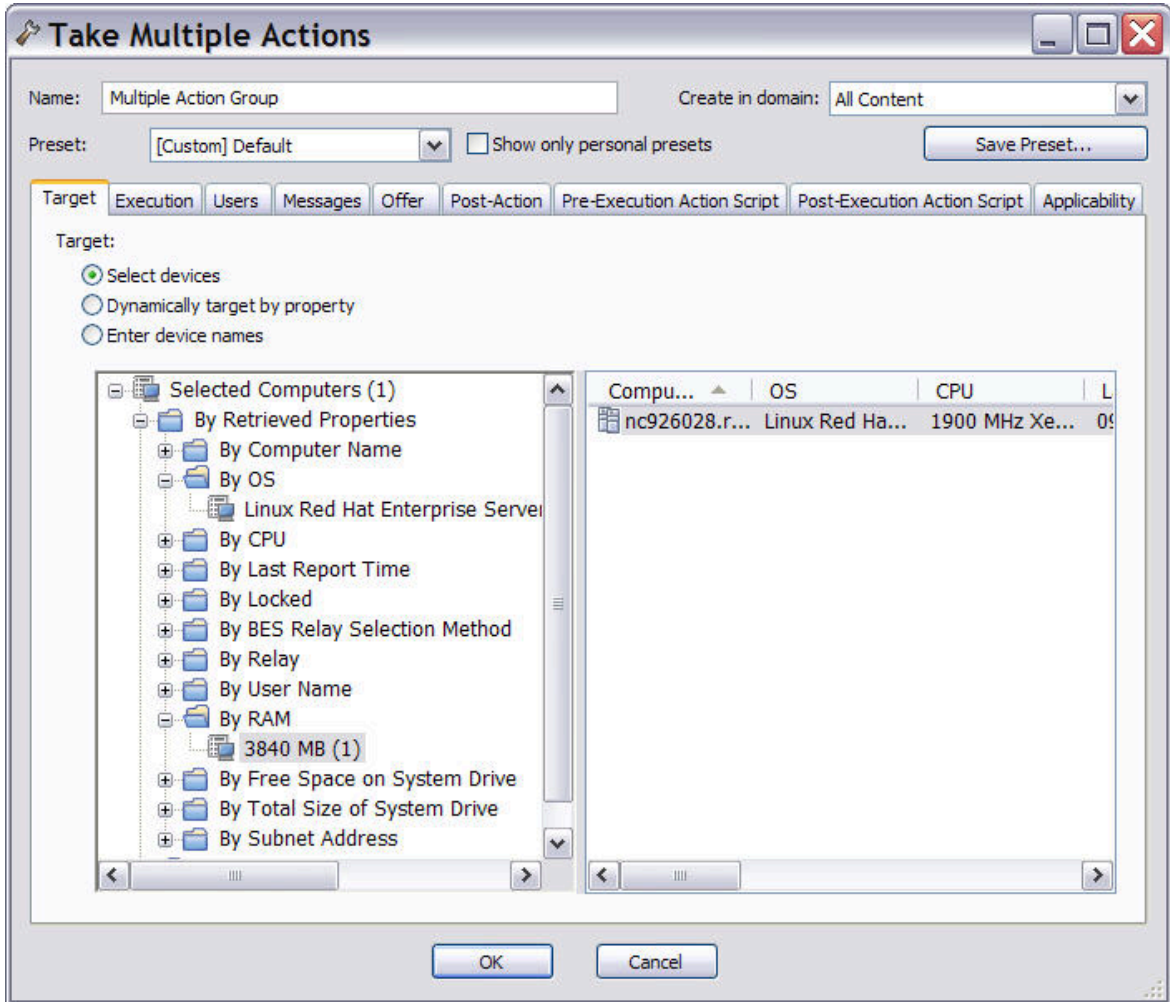 Take Multiple Actions
Name: Multiple Action Group Create in domain: All Content
Preset: [Custom] Default Show only personal presets Save Preset...
Target Execution Users Messages Offer Post-Action Pre-Execution Action Script Post-Execution Action Script Applicability
Target:
Select devices
Dynamically target by property
Enter device names
Selected Computers (1)
By Retrieved Properties
By Computer Name
By OS
Linux Red Hat Enterprise Server
By CPU
By Last Report Time
By Locked
By BES Relay Selection Method
By Relay
By User Name
By RAM
3840 MB (1)
By Free Space on System Drive
By Total Size of System Drive
By Subnet Address
Compu... OS CPU L
nc926028.r... Linux Red Ha... 1900 MHz Xe... 09
OK Cancel